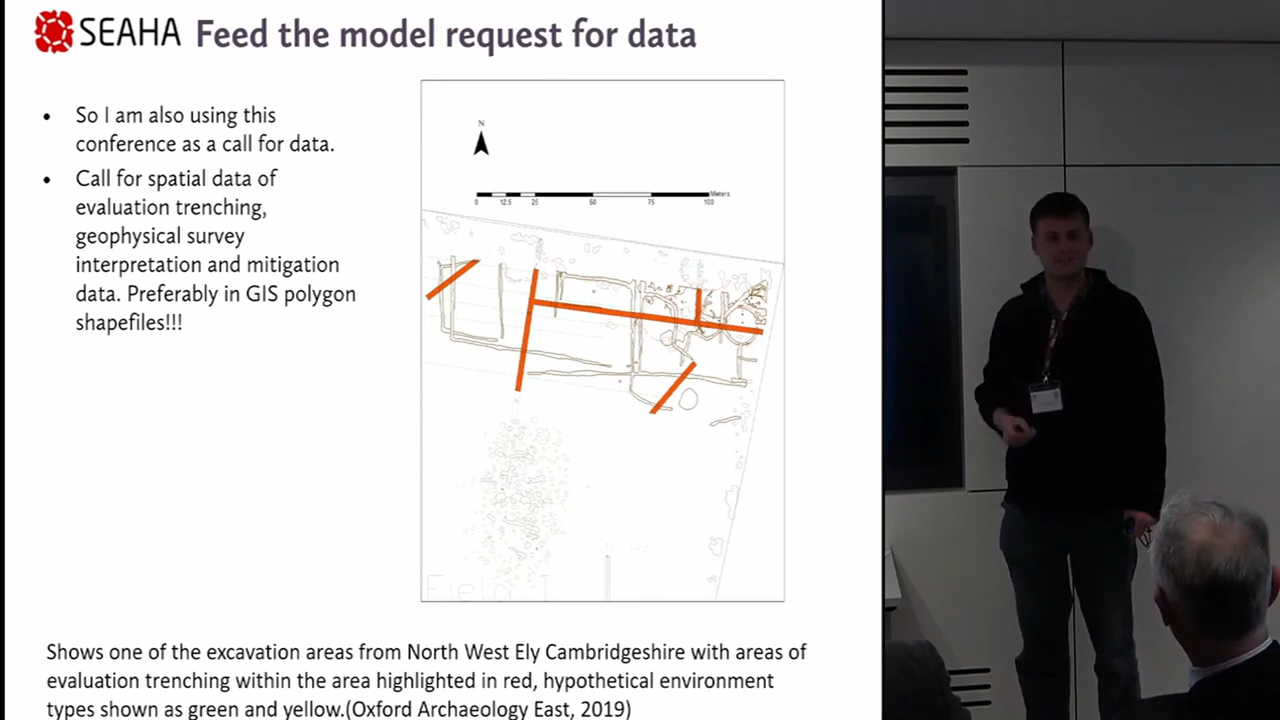 SEAHA Feed the model request for data
• So I am also using this
conference as a call for data.
• Call for spatial data of
evaluation trenching,
geophysical survey
interpretation and mitigation
data. Preferably in GIS polygon
shapefiles!!!
N
Meters
0 12.5 25 50 75 100
Field 1
Shows one of the excavation areas from North West Ely Cambridgeshire with areas of
evaluation trenching within the area highlighted in red, hypothetical environment
types shown as green and yellow.(Oxford Archaeology East, 2019)